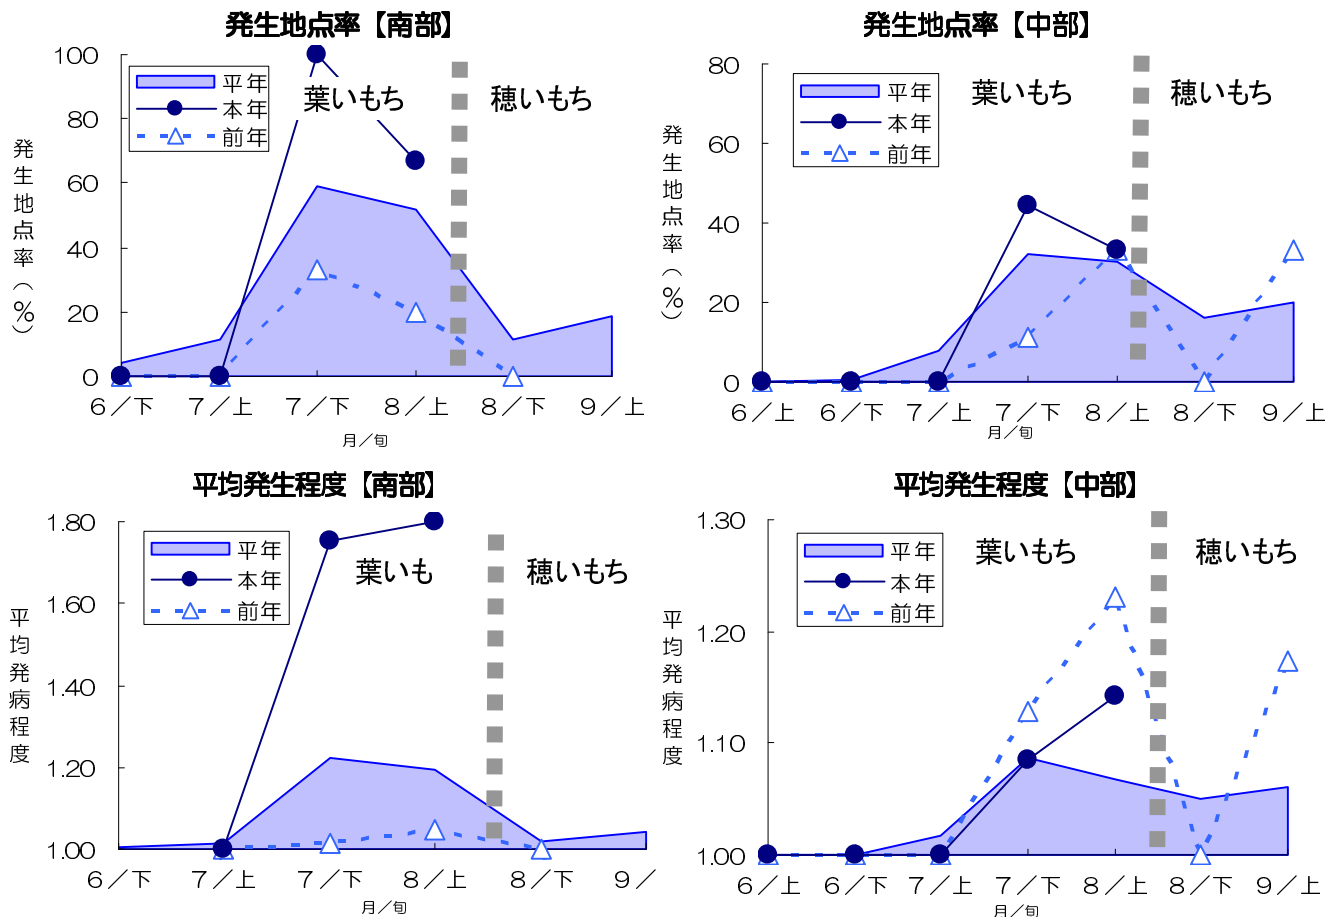 発生地点率【南部】
100
80
60
40
20
0
発生地点率(%)
平年
本年
前年
葉いもち
穂いもち
6/下 7/上 7/下 8/上 8/下 9/上
月/旬
発生地点率【中部】
80
60
40
20
0
発生地点率(%)
平年
本年
前年
葉いもち
穂いもち
6/上 6/下 7/上 7/下 8/上 8/下 9/上
月/旬
平均発生程度【南部】
1.80
1.60
1.40
1.20
1.00
平均発病程度
平年
本年
前年
葉いも
穂いもち
6/下 7/上 7/下 8/上 8/下 9/
月/旬
平均発生程度【中部】
1.30
1.20
1.10
1.00
平均発病程度
平年
本年
前年
葉いもち
穂いもち
6/上 6/下 7/上 7/下 8/上 8/下 9/上
月/旬